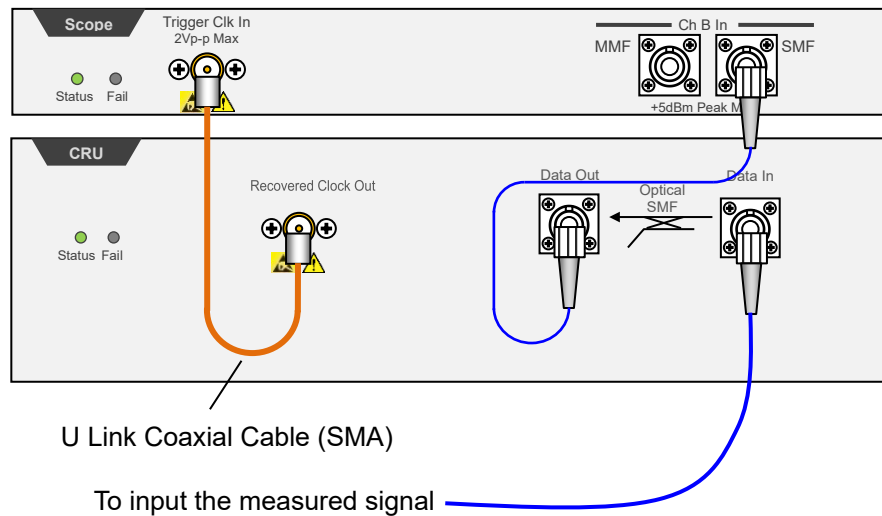 Scope
Trigger Clk In
2Vp-p Max
Ch B In
MMF
SMF
Status
Fail
+5dBm Peak M
CRU
Recovered Clock Out
Data Out
Data In
Optical
SMF
Status
Fail
U Link Coaxial Cable (SMA)
To input the measured signal